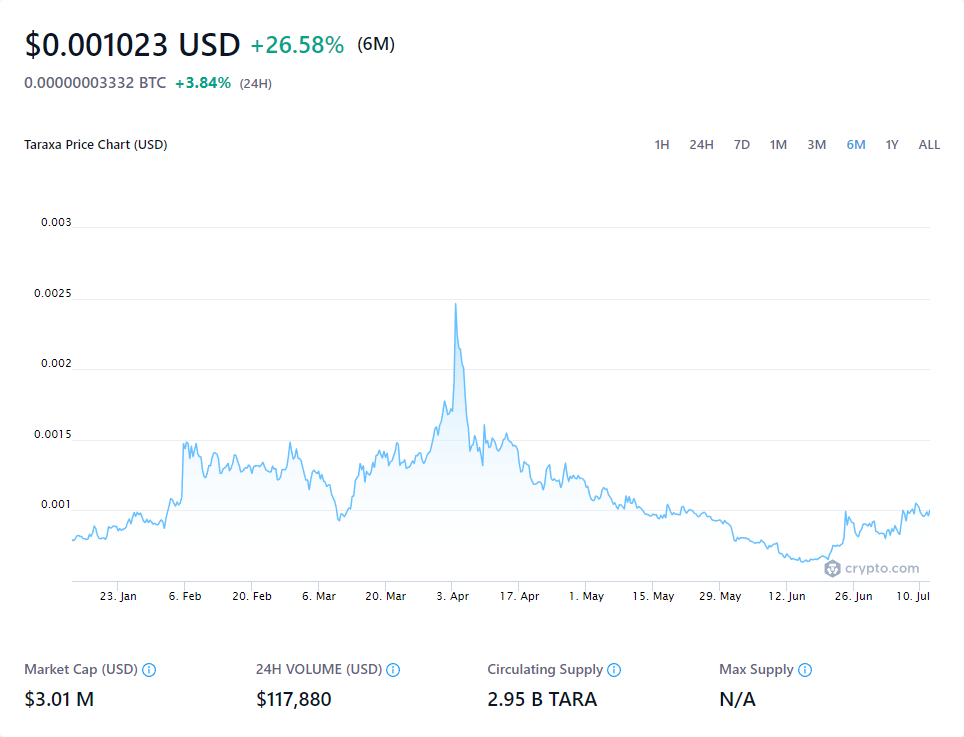 $0.001023 USD +26.58% (6M)
0.00000003332 BTC +3.84% (24H)
Taraxa Price Chart (USD) 1H 24H 7D 1M 3M 6M 1Y ALL
0.003
0.0025
0.002
0.0015
0.001
crypto.com
23. Jan 6. Feb 20. Feb 6. Mar 20. Mar 3. Apr 17. Apr 1. May 15. May 29. May 12. Jun 26. Jun 10. Jul
Market Cap (USD) 24H VOLUME (USD) Circulating Supply Max Supply
$3.01 M $117,880 2.95 B TARA N/A